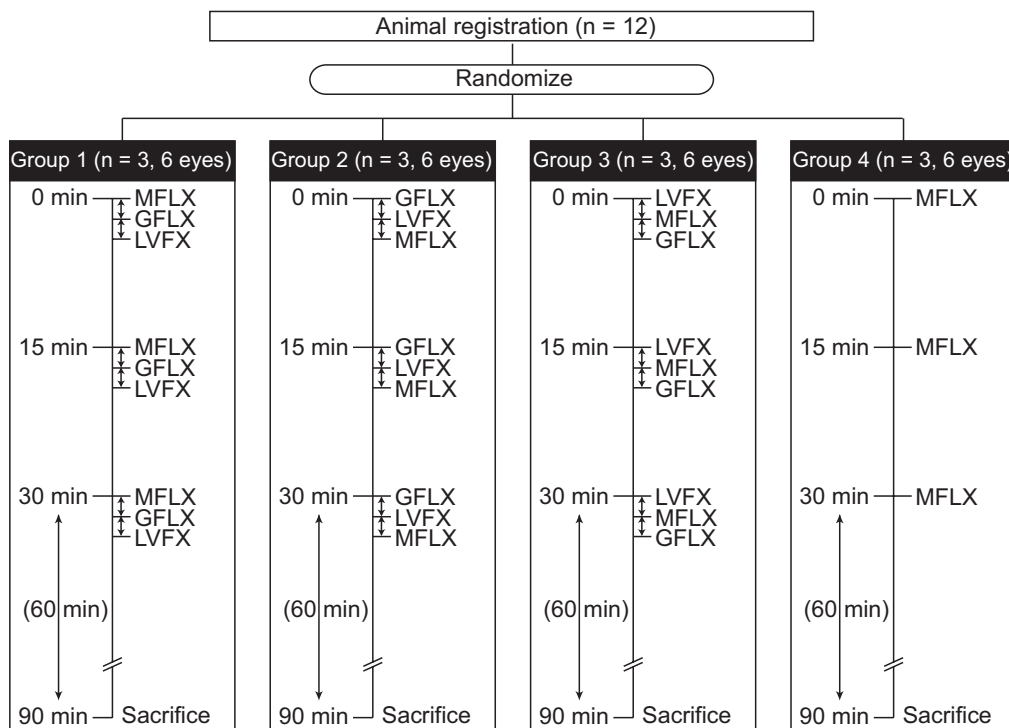 Animal registration (n = 12)
Randomize
Group 1 (n = 3, 6 eyes)
0 min
MFLX
GFLX
LVFX
15 min
MFLX
GFLX
LVFX
30 min
MFLX
GFLX
LVFX
(60 min)
90 min
Sacrifice
Group 2 (n = 3, 6 eyes)
0 min
GFLX
LVFX
MFLX
15 min
GFLX
LVFX
MFLX
30 min
GFLX
LVFX
MFLX
(60 min)
90 min
Sacrifice
Group 3 (n = 3, 6 eyes)
0 min
LVFX
MFLX
GFLX
15 min
LVFX
MFLX
GFLX
30 min
LVFX
MFLX
GFLX
(60 min)
90 min
Sacrifice
Group 4 (n = 3, 6 eyes)
0 min
MFLX
15 min
MFLX
30 min
MFLX
(60 min)
90 min
Sacrifice